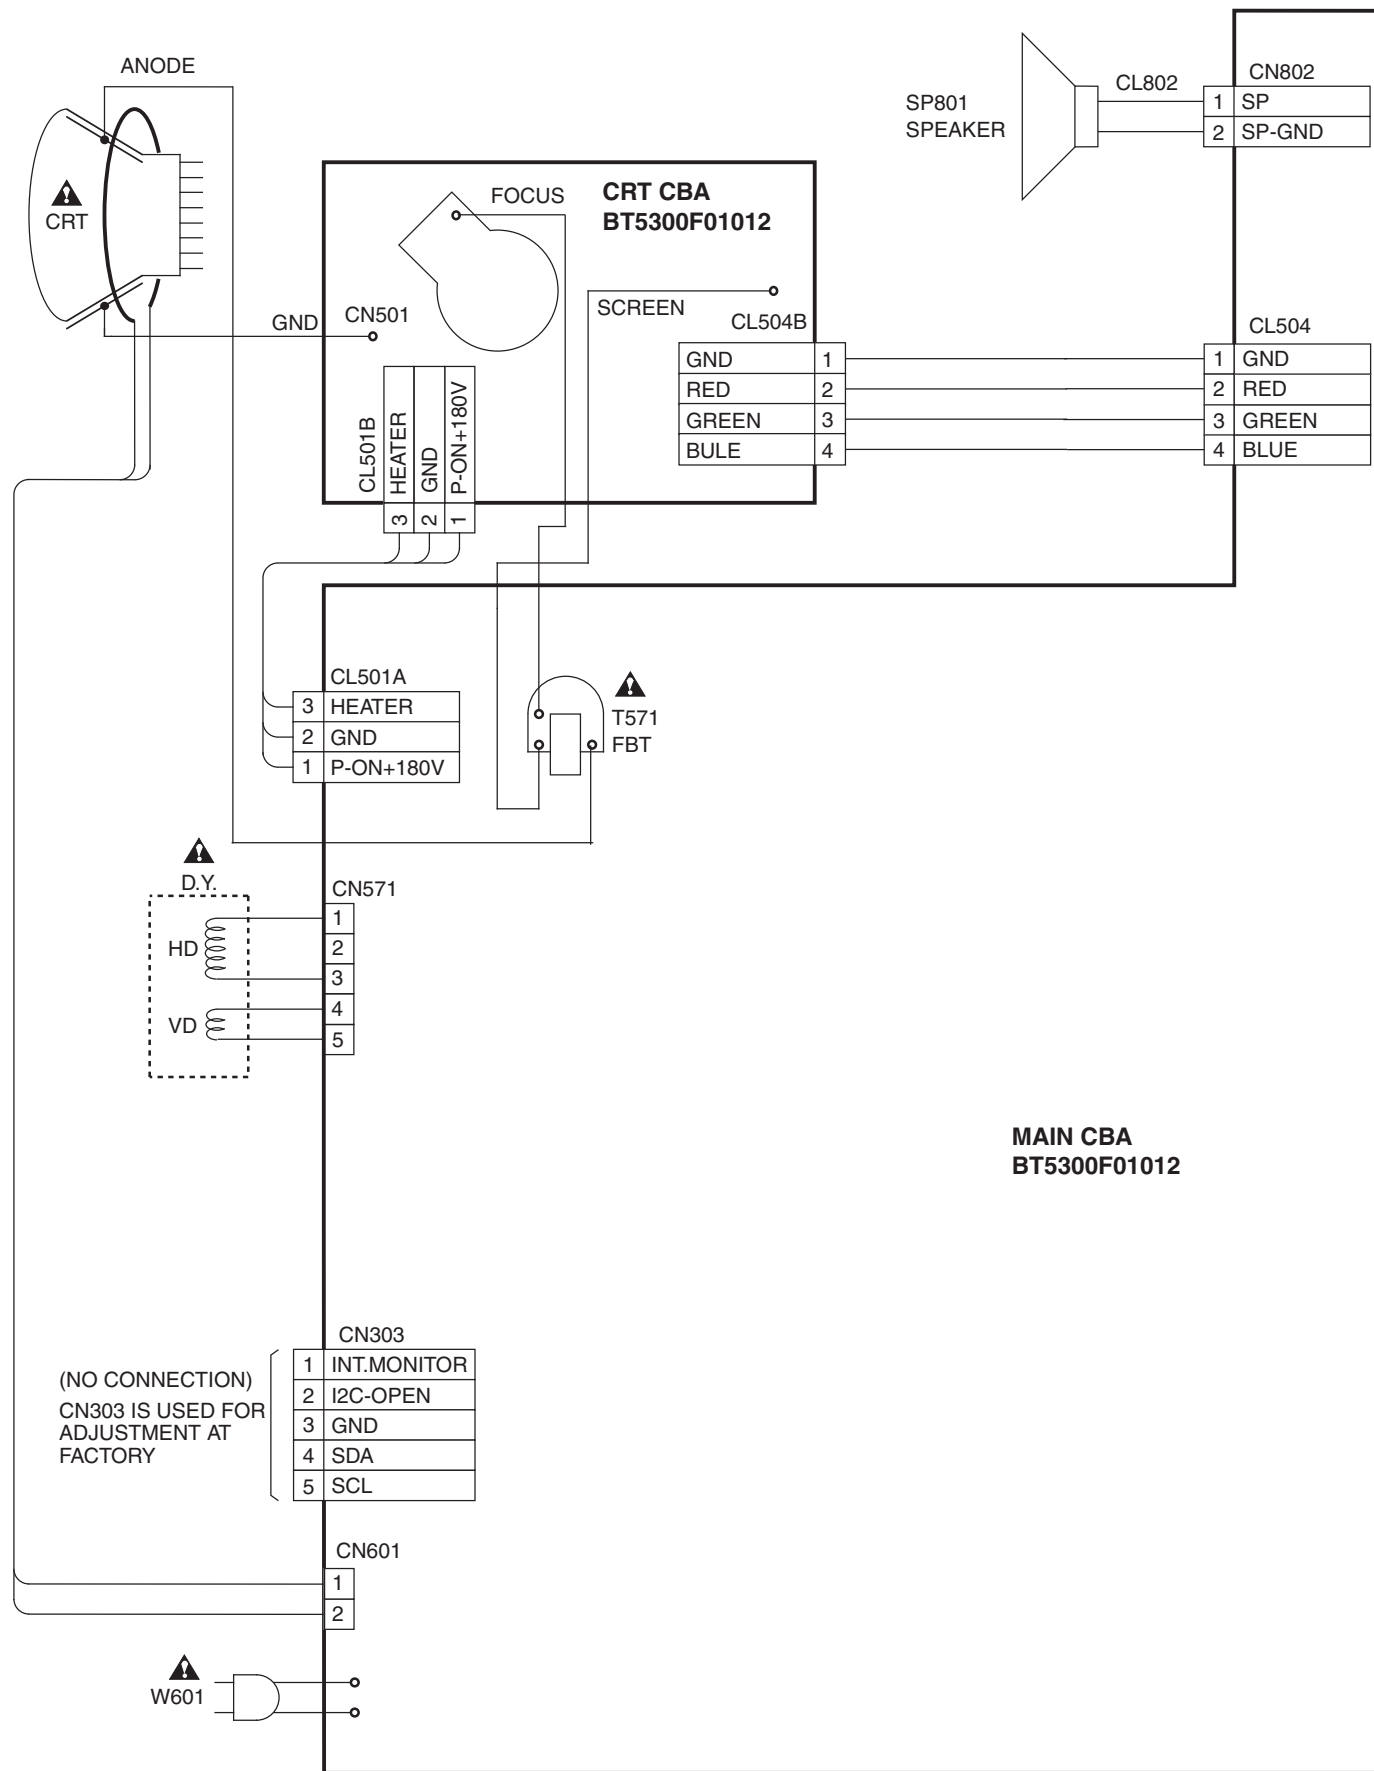 ANODE
CRT
GND
CN501
FOCUS
CRT CBA
BT5300F01012
SCREEN
CL504B
GND 1
RED 2
GREEN 3
BULE 4
CL501B
HEATER 3
GND 2
P-ON+180V 1
SP801
SPEAKER
CL802
CN802
1 SP
2 SP-GND
CL504
1 GND
2 RED
3 GREEN
4 BLUE
CL501A
3 HEATER
2 GND
1 P-ON+180V
T571
FBT
D.Y.
HD
VD
CN571
1
2
3
4
5
MAIN CBA
BT5300F01012
(NO CONNECTION)
CN303 IS USED FOR
ADJUSTMENT AT
FACTORY
CN303
1 INT.MONITOR
2 I2C-OPEN
3 GND
4 SDA
5 SCL
CN601
1
2
W601